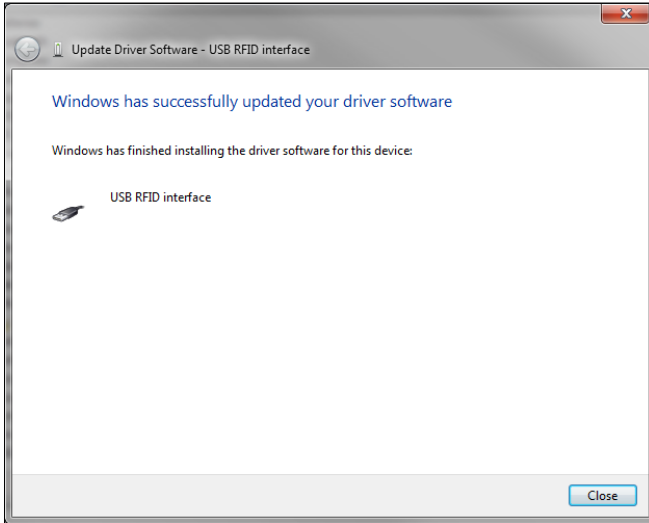 Update Driver Software - USB RFID interface
Windows has successfully updated your driver software
Windows has finished installing the driver software for this device:
USB RFID interface
Close